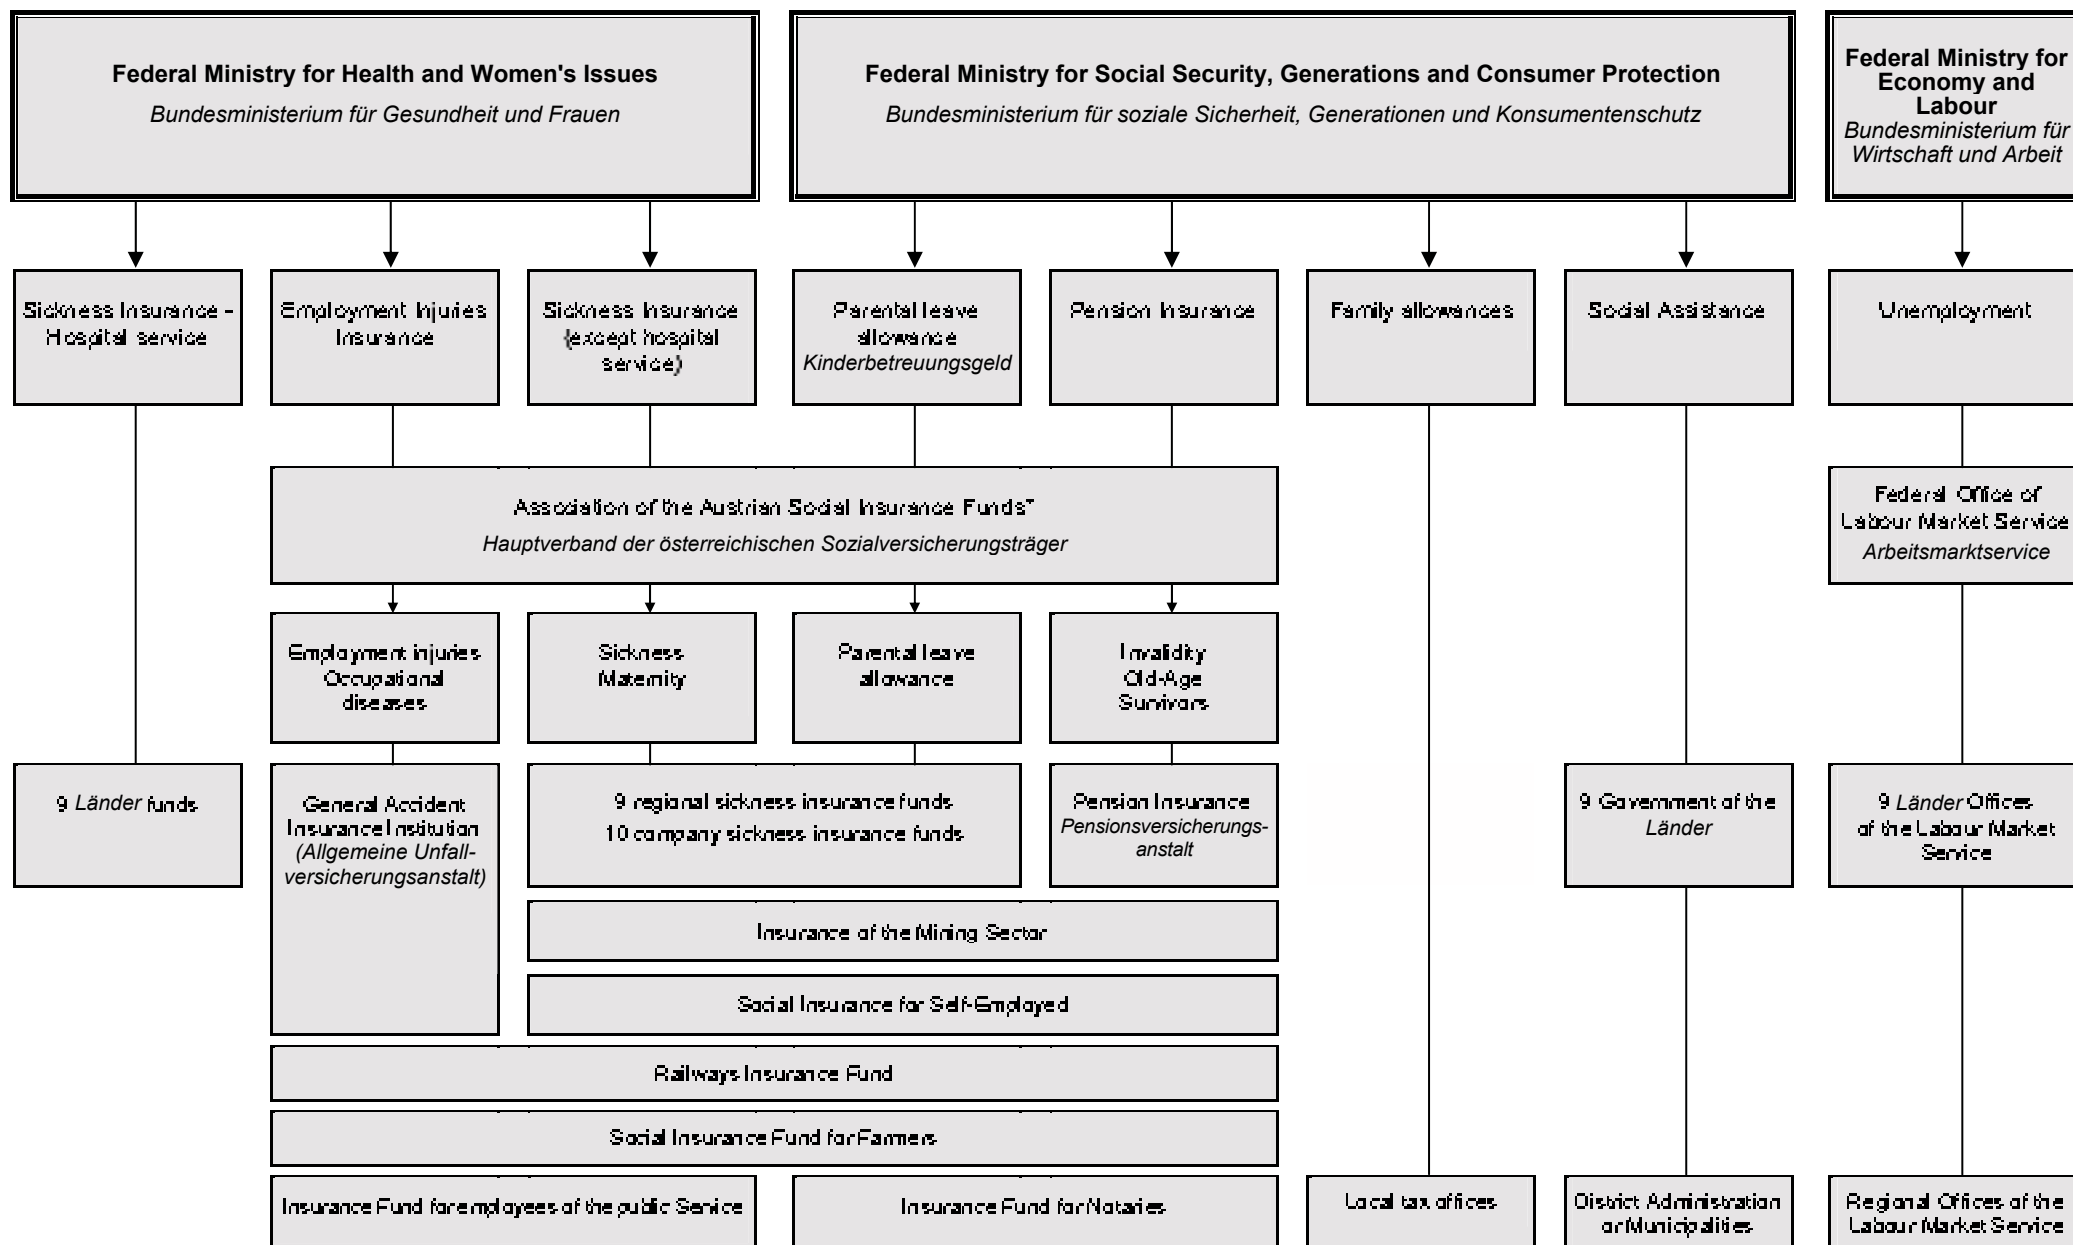 Federal Ministry for Health and Women's Issues
Bundesministerium für Gesundheit und Frauen
Federal Ministry for Social Security, Generations and Consumer Protection
Bundesministerium für soziale Sicherheit, Generationen und Konsumentenschutz
Federal Ministry for
Economy and
Labour
Bundesministerium für
Wirtschaft und Arbeit
Sickness Insurance -
Hospital service
Employment Injuries
Insurance
Sickness Insurance
(except hospital
service)
Parental leave
allowance
Kinderbetreuungsgeld
Pension Insurance
Family allowances
Social Assistance
Unemployment
Association of the Austrian Social Insurance Funds*
Hauptverband der österreichischen Sozialversicherungsträger
Federal Office of
Labour Market Service
Arbeitsmarktservice
Employment injuries
Occupational
diseases
Sickness
Maternity
Parental leave
allowance
Invalidity
Old-Age
Survivors
9 Länder funds
General Accident
Insurance Institution
(Allgemeine Unfall-
versicherungsanstalt)
9 regional sickness insurance funds
10 company sickness insurance funds
Pension Insurance
Pensionsversicherungs-
anstalt
9 Government of the
Länder
9 Länder Offices
of the Labour Market
Service
Insurance of the Mining Sector
Social Insurance for Self-Employed
Railways Insurance Fund
Social Insurance Fund for Farmers
Insurance Fund for employees of the public Service
Insurance Fund for Notaries
Local tax offices
District Administration
or Municipalities
Regional Offices of the
Labour Market Service